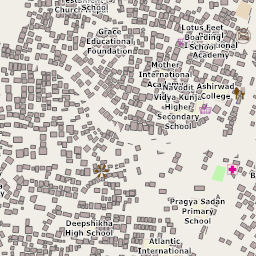 Church
School
Grace
Educational
Foundation
Lotus Feet
Boarding
School
Academy
Mother
International
Academy
Navodit
Vidya Kunj
Higher
Secondary
School
Ashirwad
College
Pragya Sadan
Primary
School
Deepshikha
High School
Atlantic
International